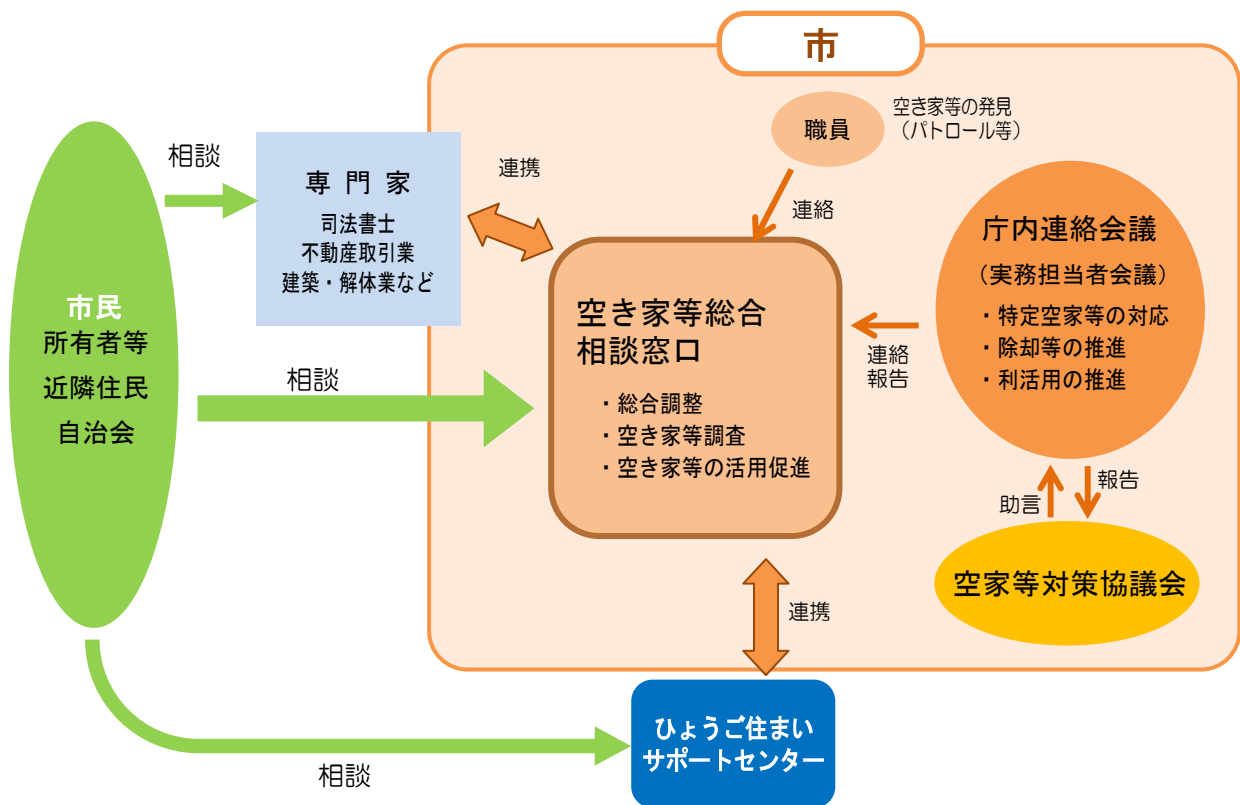 市
職員
空き家等の発見
（パトロール等）
相談
専門家
司法書士
不動産取引業
建築・解体業など
連携
連絡
市民
所有者等
近隣住民
自治会
相談
空き家等総合
相談窓口
・総合調整
・空き家等調査
・空き家等の活用促進
連絡
報告
庁内連絡会議
（実務担当者会議）
・特定空家等の対応
・除却等の推進
・利活用の推進
助言
報告
空家等対策協議会
連携
ひょうご住まい
サポートセンター
相談